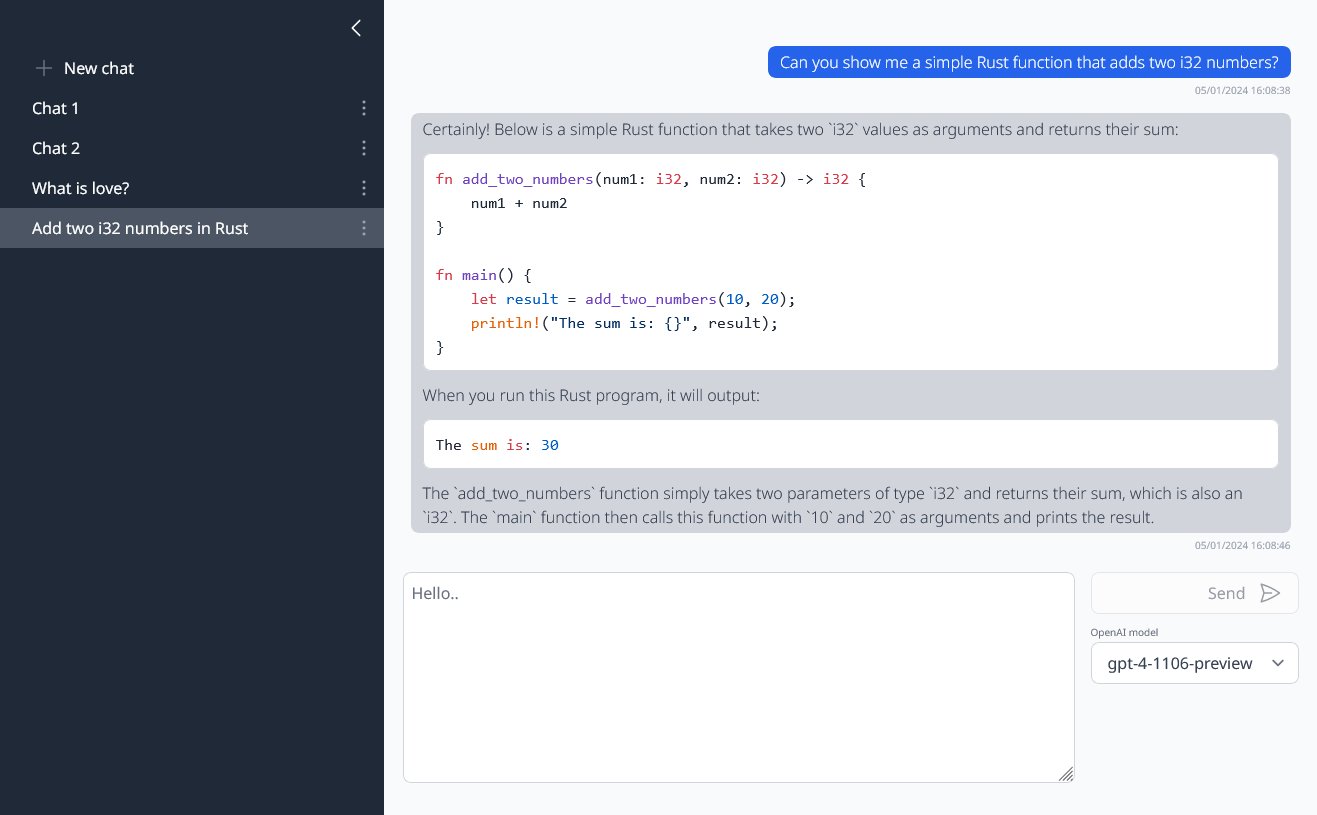 New chat
Chat 1
Chat 2
What is love?
Add two i32 numbers in Rust
Can you show me a simple Rust function that adds two i32 numbers?
05/01/2024 16:08:38
Certainly! Below is a simple Rust function that takes two `i32` values as arguments and returns their sum:
fn add_two_numbers(num1: i32, num2: i32) -> i32 {
    num1 + num2
}

fn main() {
    let result = add_two_numbers(10, 20);
    println!("The sum is: {}", result);
}
When you run this Rust program, it will output:
The sum is: 30
The `add_two_numbers` function simply takes two parameters of type `i32` and returns their sum, which is also an
`i32`. The `main` function then calls this function with `10` and `20` as arguments and prints the result.
05/01/2024 16:08:46
Hello..
Send
OpenAI model
gpt-4-1106-preview